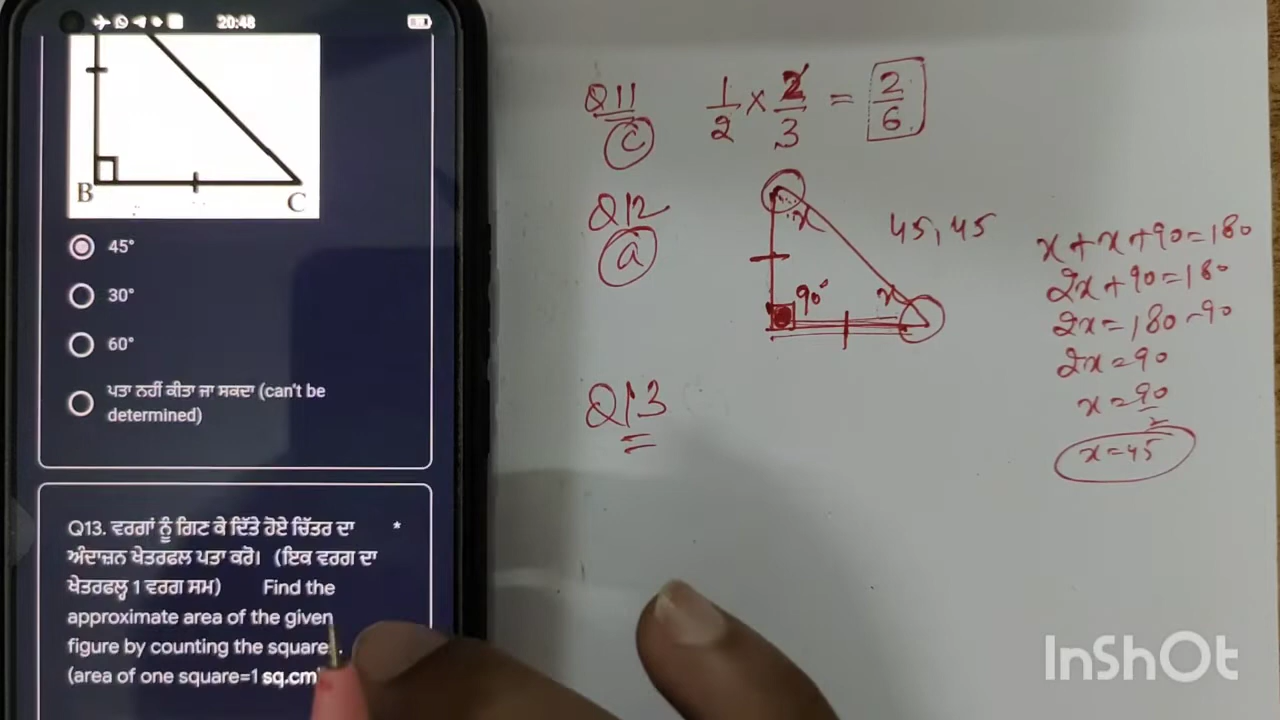 20:48
B
C
45°
30°
60°
ਪਤਾ ਨਹੀਂ ਕੀਤਾ ਜਾ ਸਕਦਾ (can't be
determined)
Q13. ਵਰਗਾਂ ਨੂੰ ਗਿਣ ਕੇ ਦਿੱਤੇ ਹੋਏ ਚਿੱਤਰ ਦਾ *
ਅੰਦਾਜ਼ਨ ਖੇਤਰਫਲ ਪਤਾ ਕਰੋ। (ਇਕ ਵਰਗ ਦਾ
ਖੇਤਰਫਲ੍ਹ 1 ਵਰਗ ਸਮ) Find the
approximate area of the given
figure by counting the square
(area of one square=1 sq.cm
Q11
c
1/2 × 2/3 = 2/6
Q12
a
x
45, 45
90°
x
x+x+90=180
2x+90=180
2x=180-90
2x=90
x=90/2
x=45
Q13
InShOt